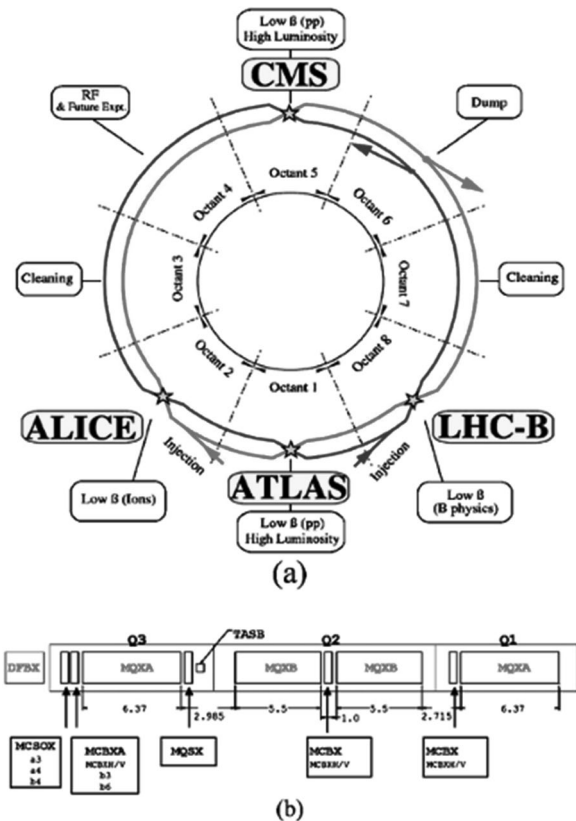 Low ß (pp)
High Luminosity
CMS
RF
& Future Expt.
Dump
Octant 5
Octant 4
Octant 6
Cleaning
Octant 3
Octant 7
Cleaning
Octant 2
Octant 8
Octant 1
ALICE
LHC-B
Injection
Injection
ATLAS
Low ß (Ions)
Low ß
(B physics)
Low ß (pp)
High Luminosity
(a)
Q3
TASB
Q2
Q1
DFBX
MQXA
MQXB
MQXB
MQXA
6.37
2.985
5.5
1.0
5.5
2.715
6.37
MCSOX
a3
a4
b4
MCBXA
MCBXH/V
b3
b6
MQSX
MCBX
MCBXH/V
MCBX
MCBXH/V
(b)